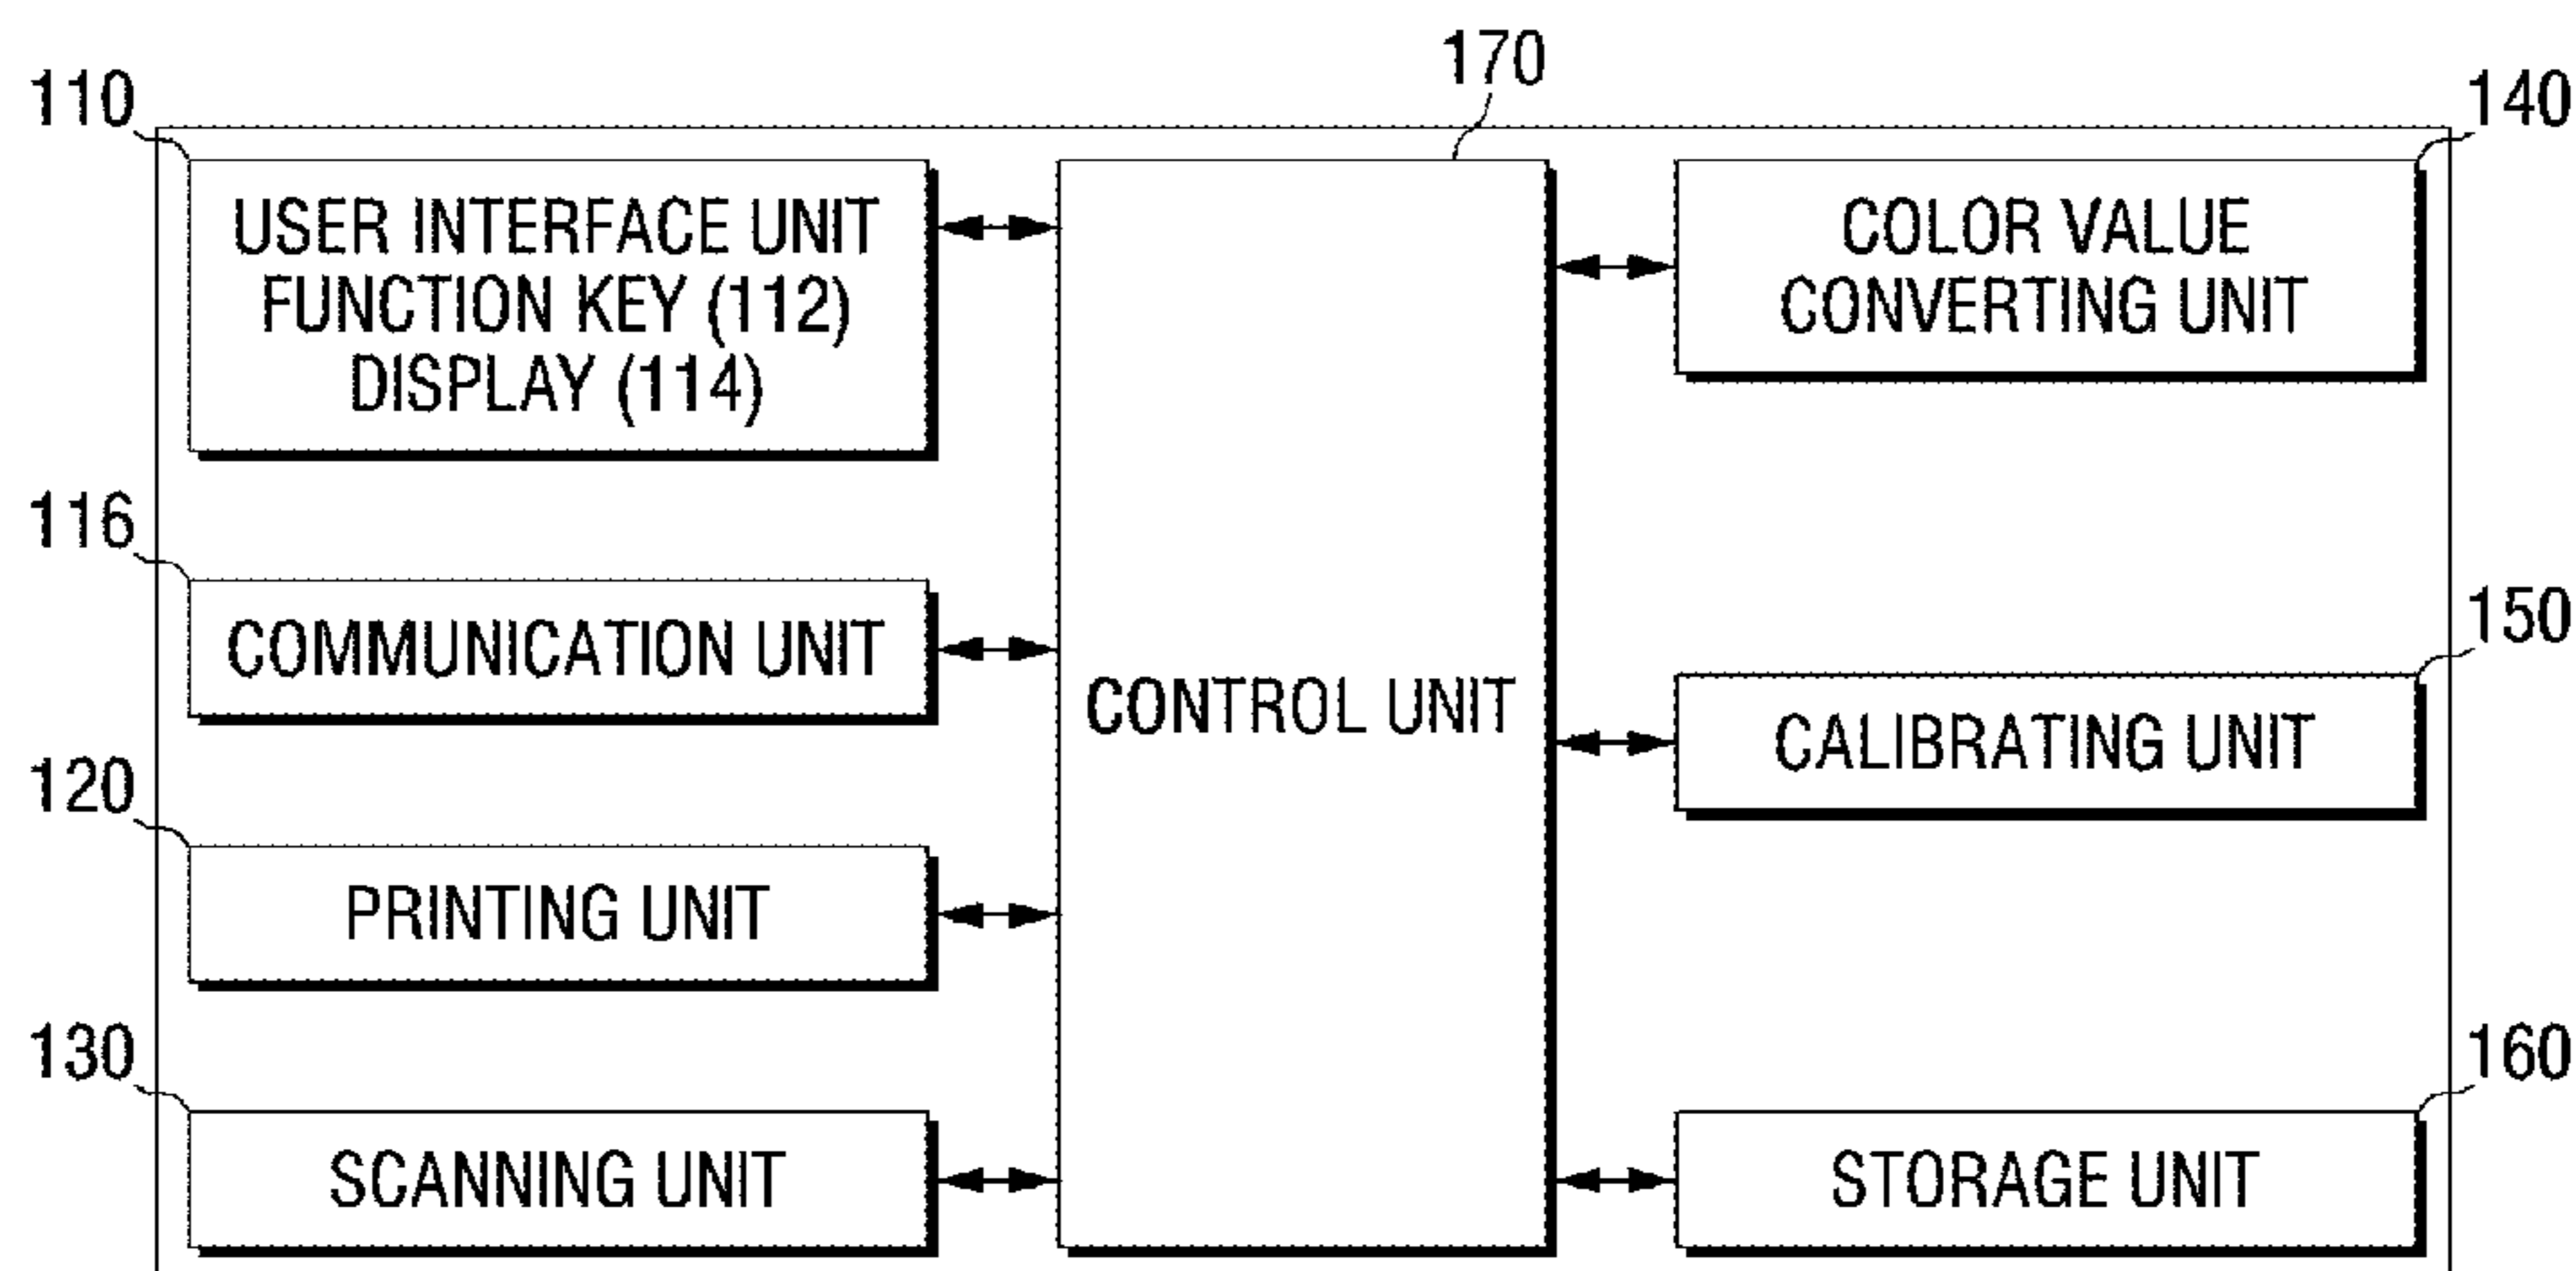 170
110
140
USER INTERFACE UNIT
FUNCTION KEY (112)
DISPLAY (114)
COLOR VALUE
CONVERTING UNIT
116
COMMUNICATION UNIT
CONTROL UNIT
150
CALIBRATING UNIT
120
PRINTING UNIT
130
SCANNING UNIT
160
STORAGE UNIT